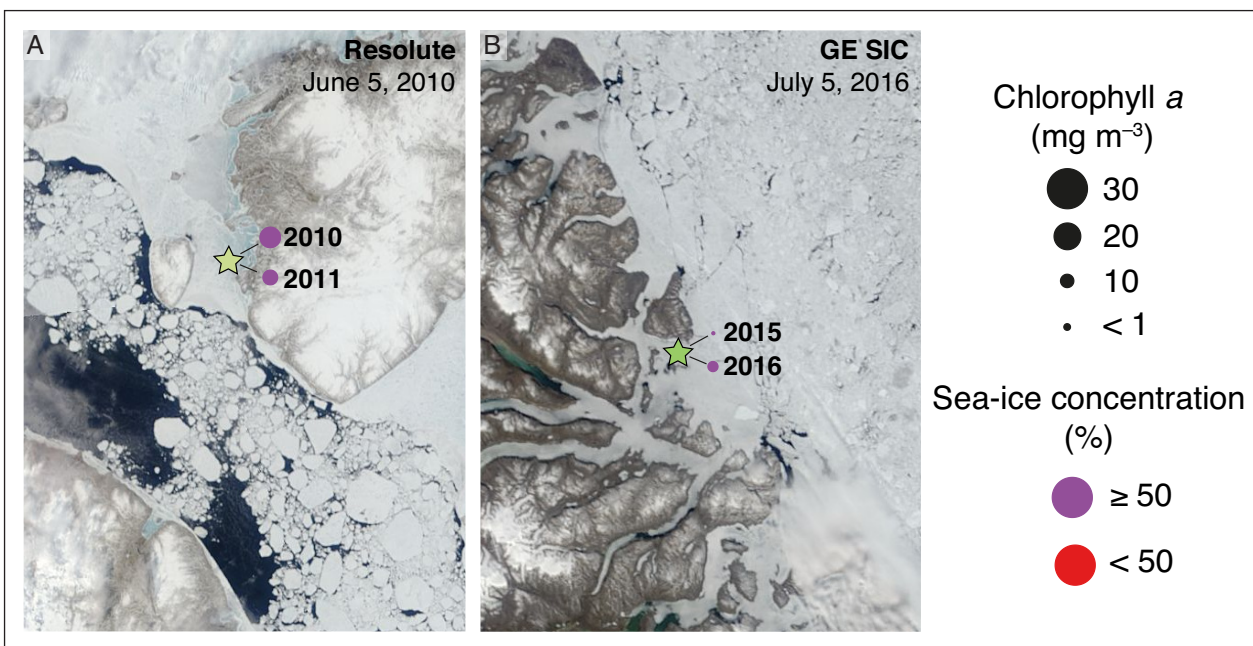 A
Resolute
June 5, 2010
2010
2011
B
GE SIC
July 5, 2016
2015
2016
Chlorophyll a
(mg m⁻³)
30
20
10
< 1
Sea-ice concentration
(%)
≥ 50
< 50